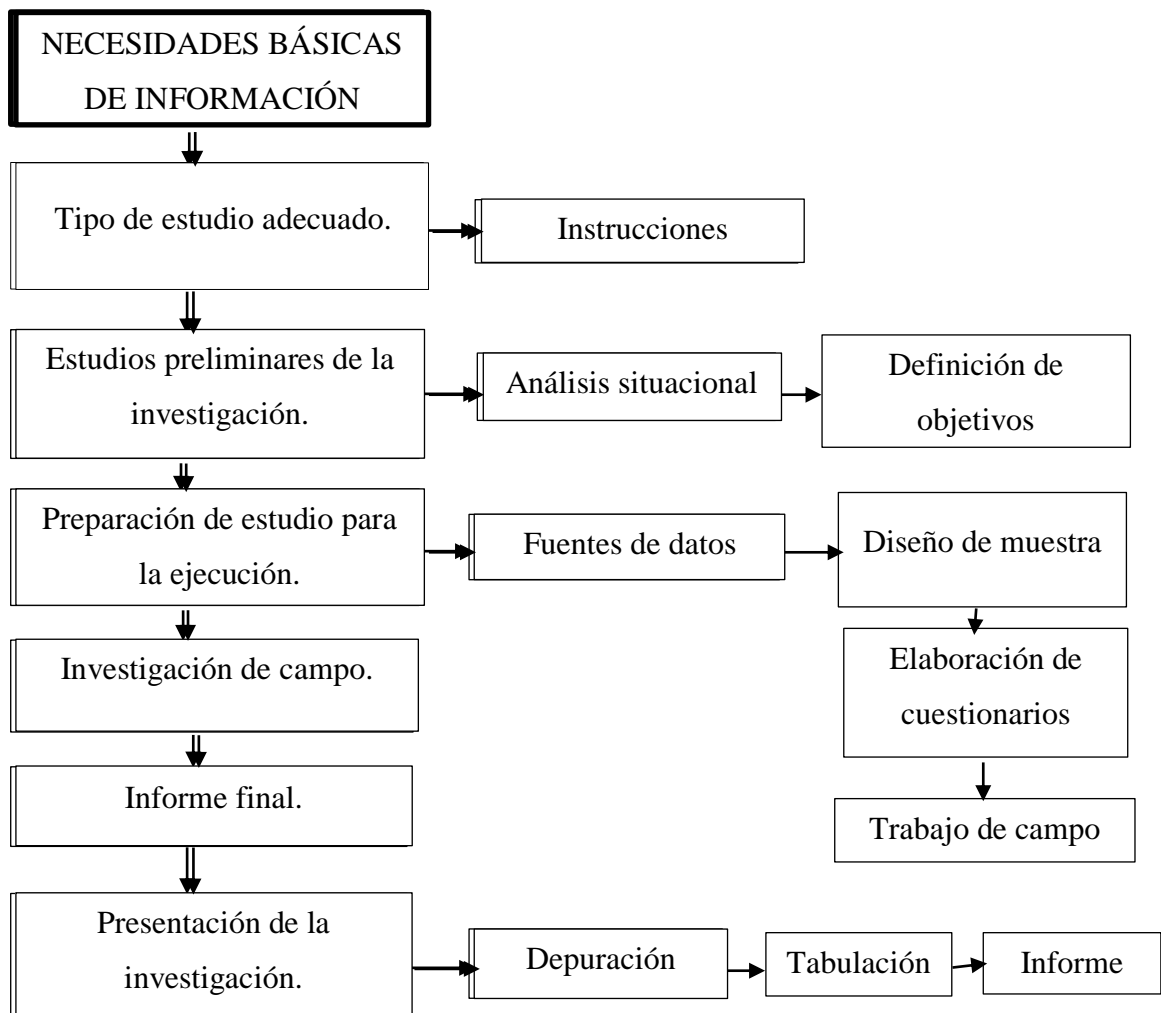 NECESIDADES BÁSICAS
DE INFORMACIÓN
Tipo de estudio adecuado.
Instrucciones
Estudios preliminares de la
investigación.
Análisis situacional
Definición de
objetivos
Preparación de estudio para
la ejecución.
Fuentes de datos
Diseño de muestra
Elaboración de
cuestionarios
Trabajo de campo
Investigación de campo.
Informe final.
Presentación de la
investigación.
Depuración
Tabulación
Informe